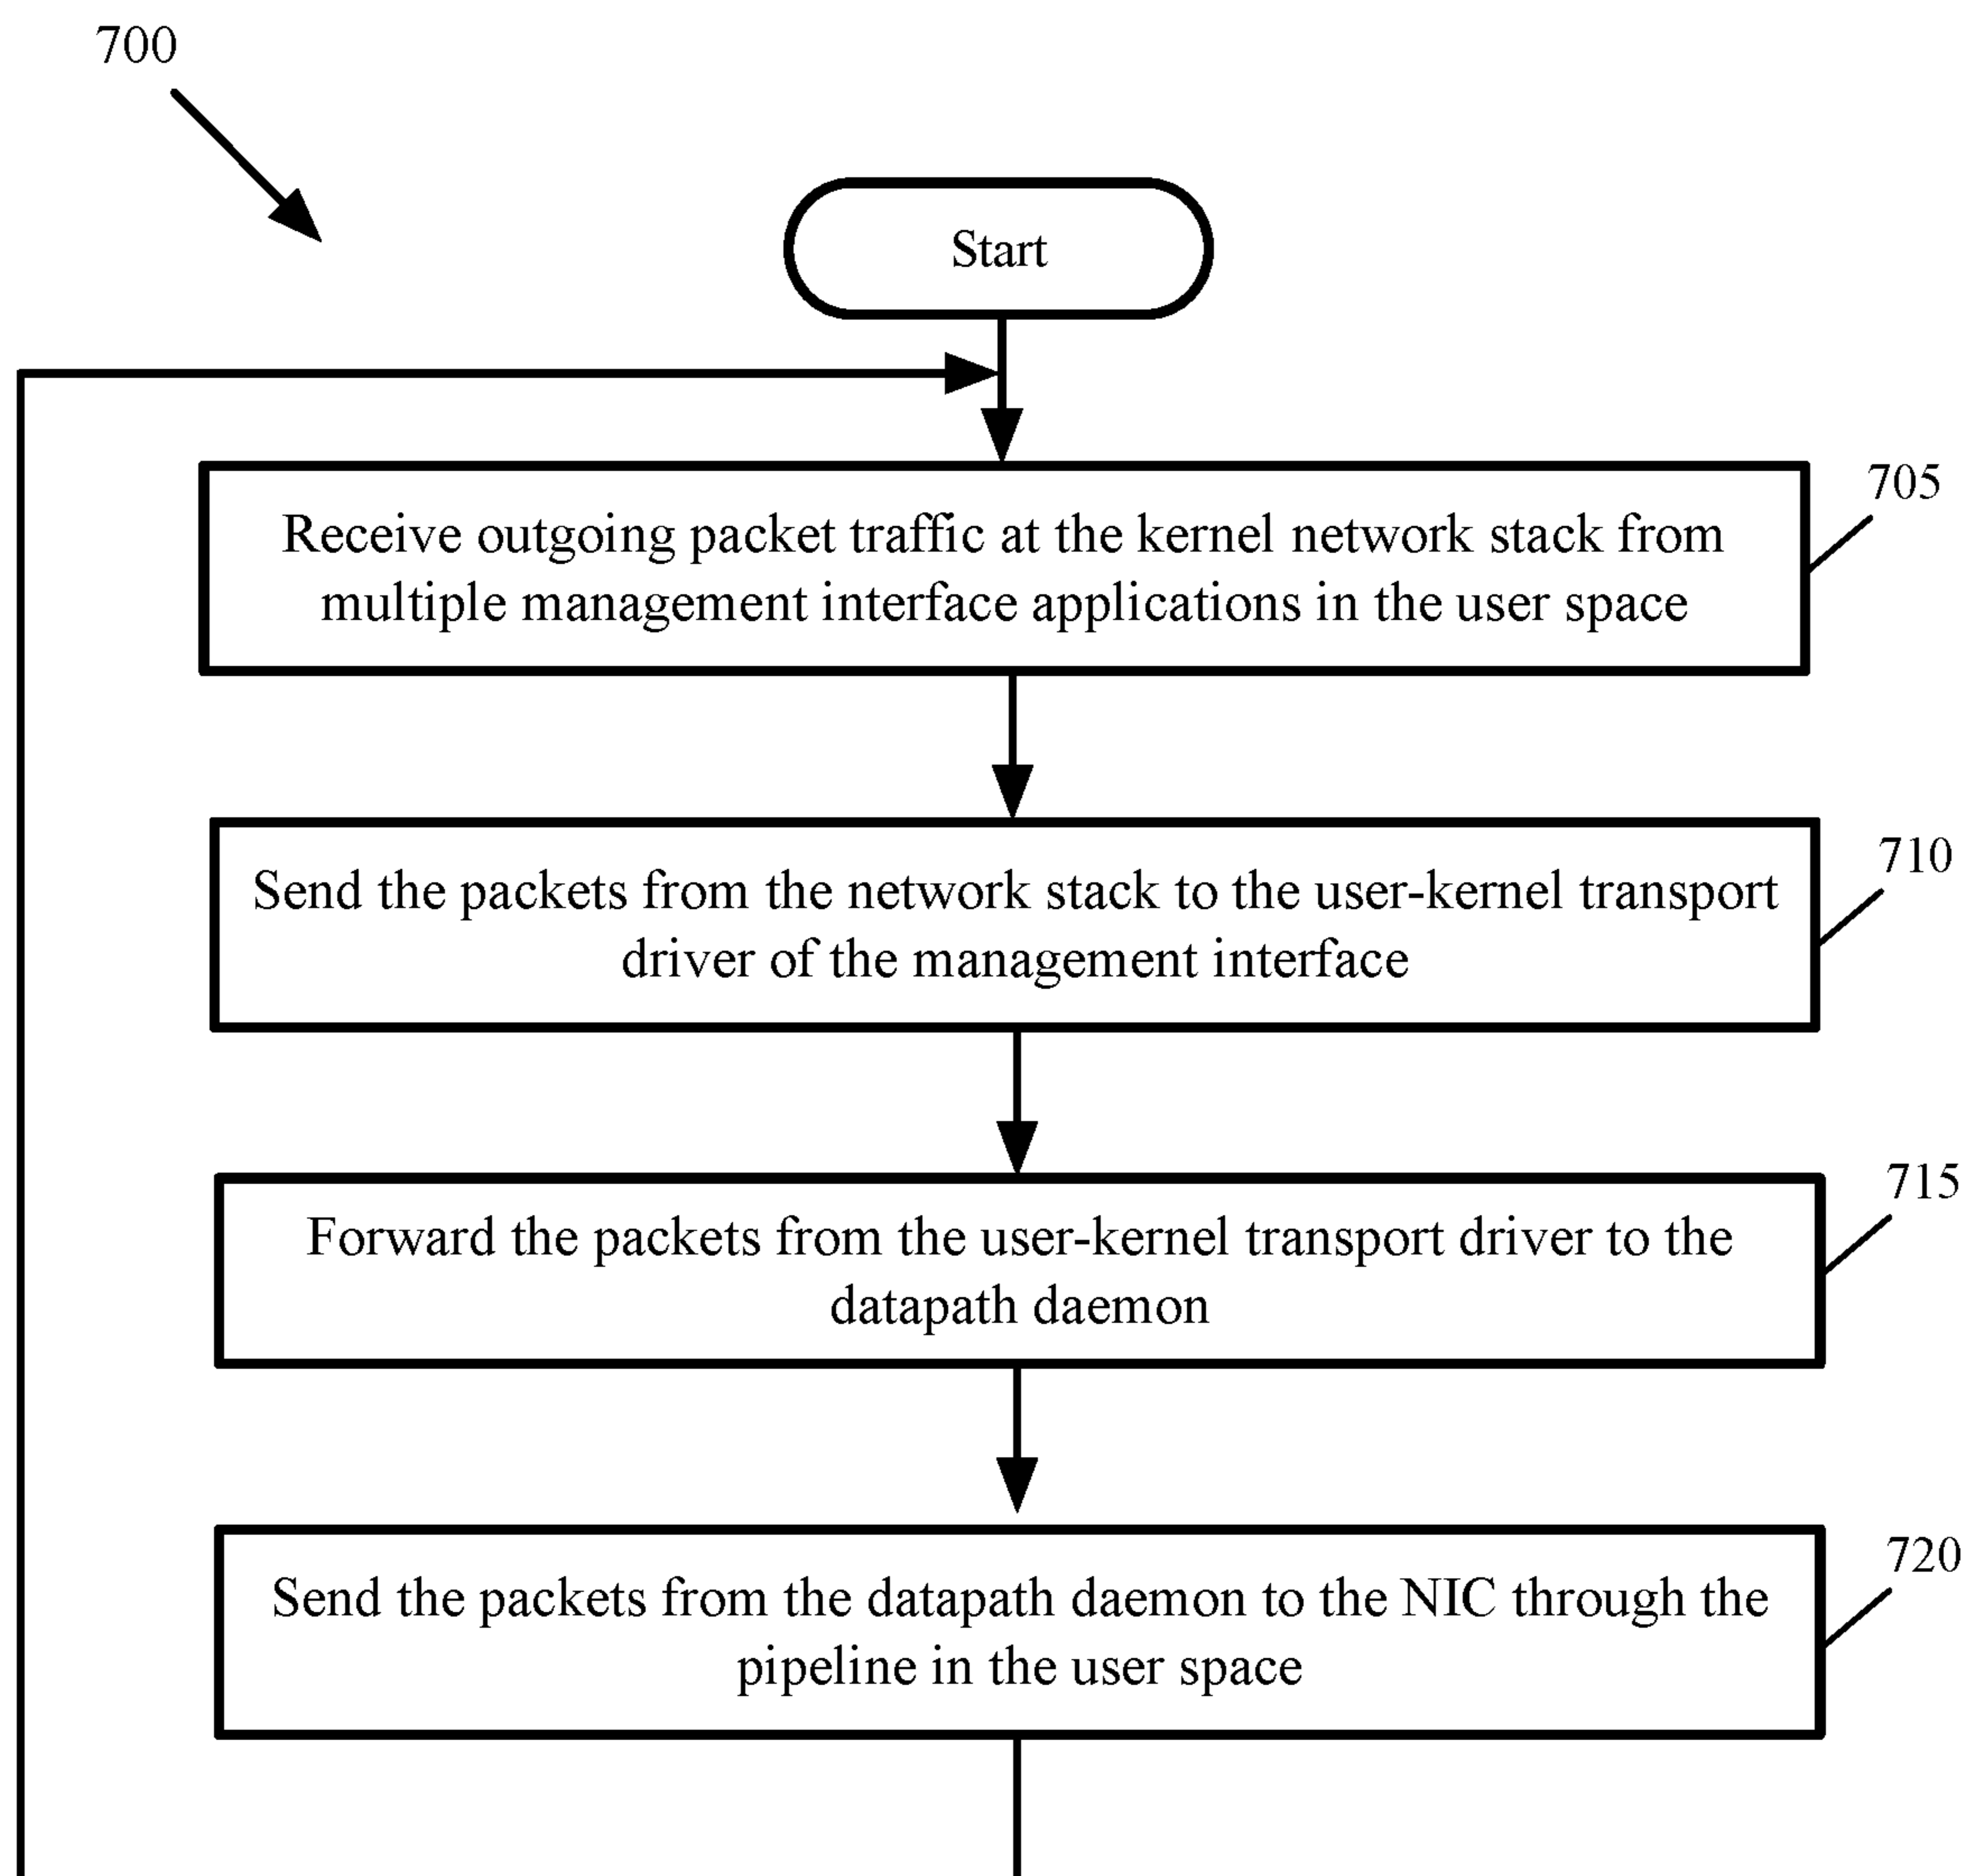 700
Start
705
Receive outgoing packet traffic at the kernel network stack from
multiple management interface applications in the user space
710
Send the packets from the network stack to the user-kernel transport
driver of the management interface
715
Forward the packets from the user-kernel transport driver to the
datapath daemon
720
Send the packets from the datapath daemon to the NIC through the
pipeline in the user space